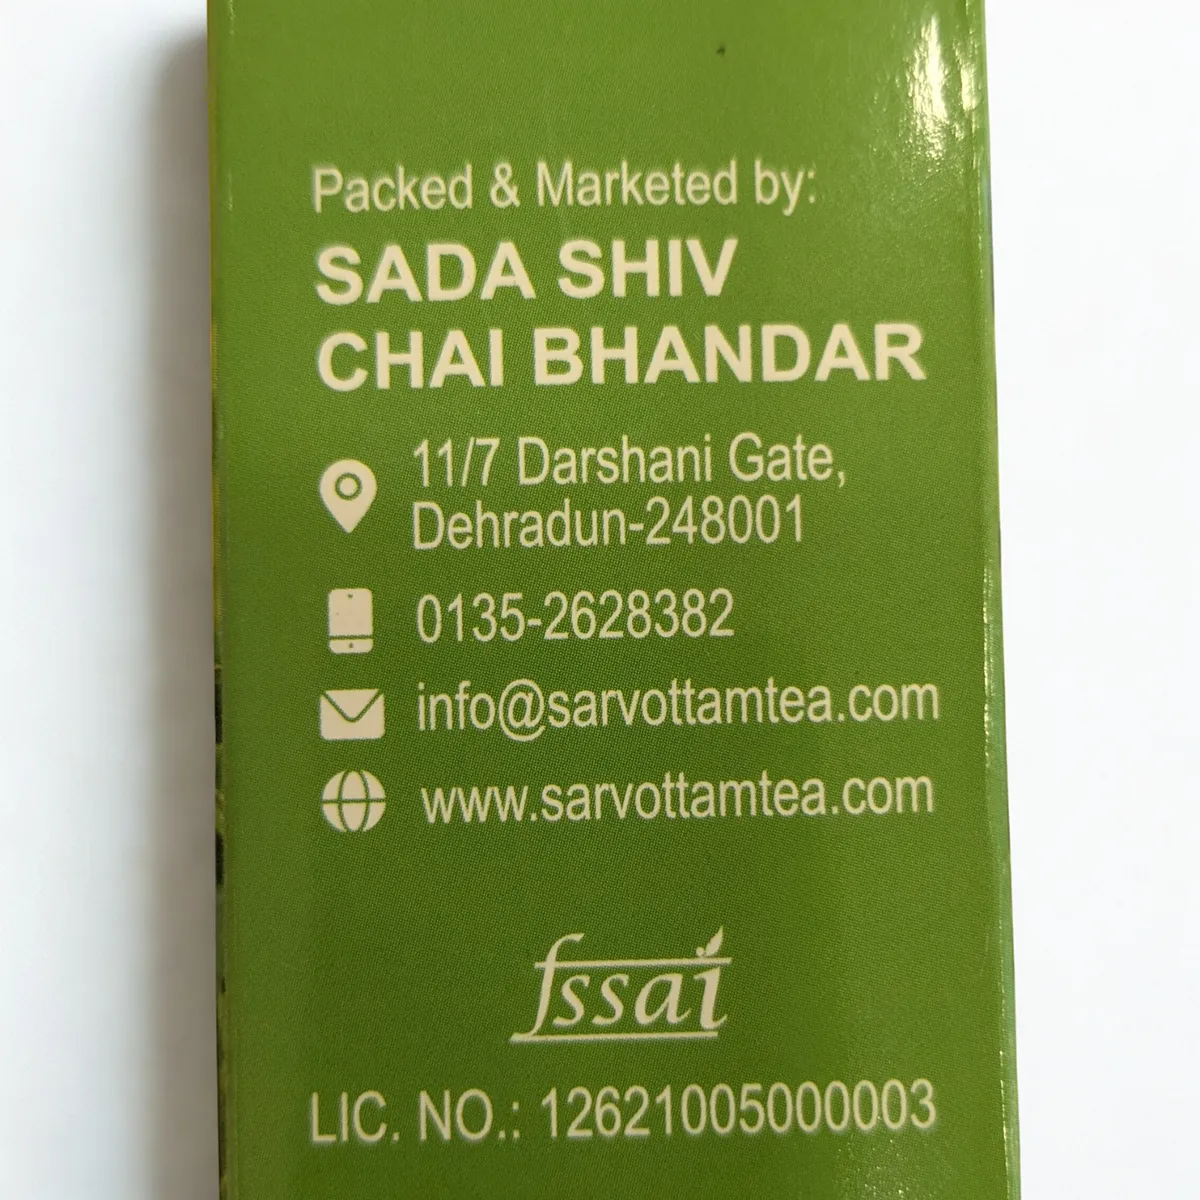 Packed & Marketed by:
SADA SHIV
CHAI BHANDAR
11/7 Darshani Gate,
Dehradun-248001
0135-2628382
info@sarvottamtea.com
www.sarvottamtea.com
fssai
LIC. NO.: 12621005000003